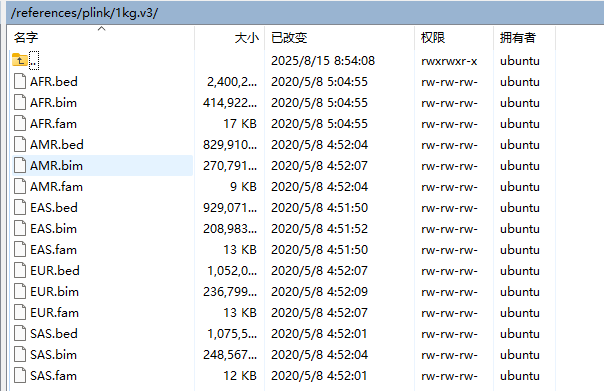 /references/plink/1kg.v3/
名字 大小 已改变 权限 拥有者
.. 2025/8/15 8:54:08 rwxrwxr-x ubuntu
AFR.bed 2,400,2... 2020/5/8 5:04:55 rw-rw-rw- ubuntu
AFR.bim 414,922... 2020/5/8 5:04:55 rw-rw-rw- ubuntu
AFR.fam 17 KB 2020/5/8 5:04:55 rw-rw-rw- ubuntu
AMR.bed 829,910... 2020/5/8 4:52:04 rw-rw-rw- ubuntu
AMR.bim 270,791... 2020/5/8 4:52:07 rw-rw-rw- ubuntu
AMR.fam 9 KB 2020/5/8 4:52:04 rw-rw-rw- ubuntu
EAS.bed 929,071... 2020/5/8 4:51:50 rw-rw-rw- ubuntu
EAS.bim 208,983... 2020/5/8 4:51:52 rw-rw-rw- ubuntu
EAS.fam 13 KB 2020/5/8 4:51:50 rw-rw-rw- ubuntu
EUR.bed 1,052,0... 2020/5/8 4:52:07 rw-rw-rw- ubuntu
EUR.bim 236,799... 2020/5/8 4:52:09 rw-rw-rw- ubuntu
EUR.fam 13 KB 2020/5/8 4:52:07 rw-rw-rw- ubuntu
SAS.bed 1,075,5... 2020/5/8 4:52:01 rw-rw-rw- ubuntu
SAS.bim 248,567... 2020/5/8 4:52:04 rw-rw-rw- ubuntu
SAS.fam 12 KB 2020/5/8 4:52:01 rw-rw-rw- ubuntu